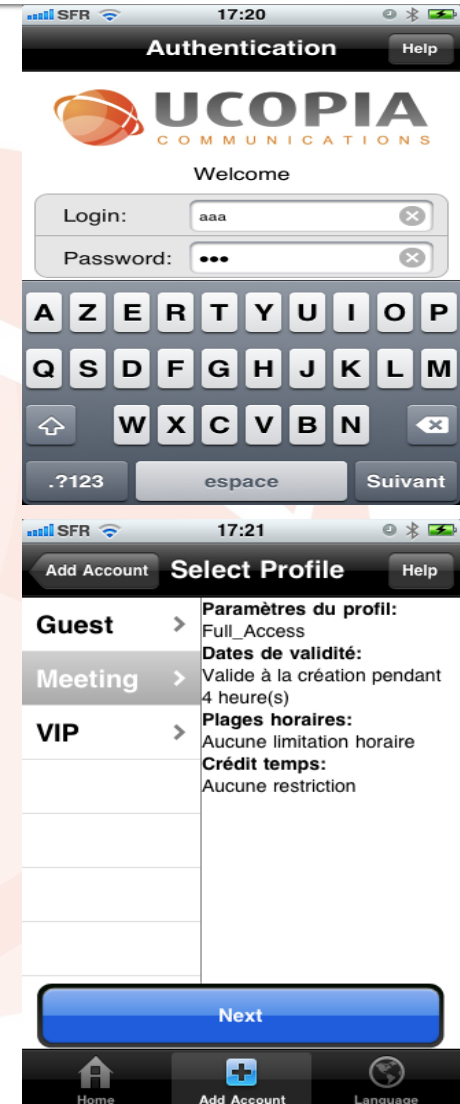 SFR 17:20
Authentication Help
UCOPIA
COMMUNICATIONS
Welcome
Login: aaa
Password: •••
A Z E R T Y U I O P
Q S D F G H J K L M
W X C V B N
.?123 espace Suivant
SFR 17:21
Add Account Select Profile Help
Guest
Meeting
VIP
Paramètres du profil:
Full_Access
Dates de validité:
Valide à la création pendant
4 heure(s)
Plages horaires:
Aucune limitation horaire
Crédit temps:
Aucune restriction
Next
Home Add Account Language